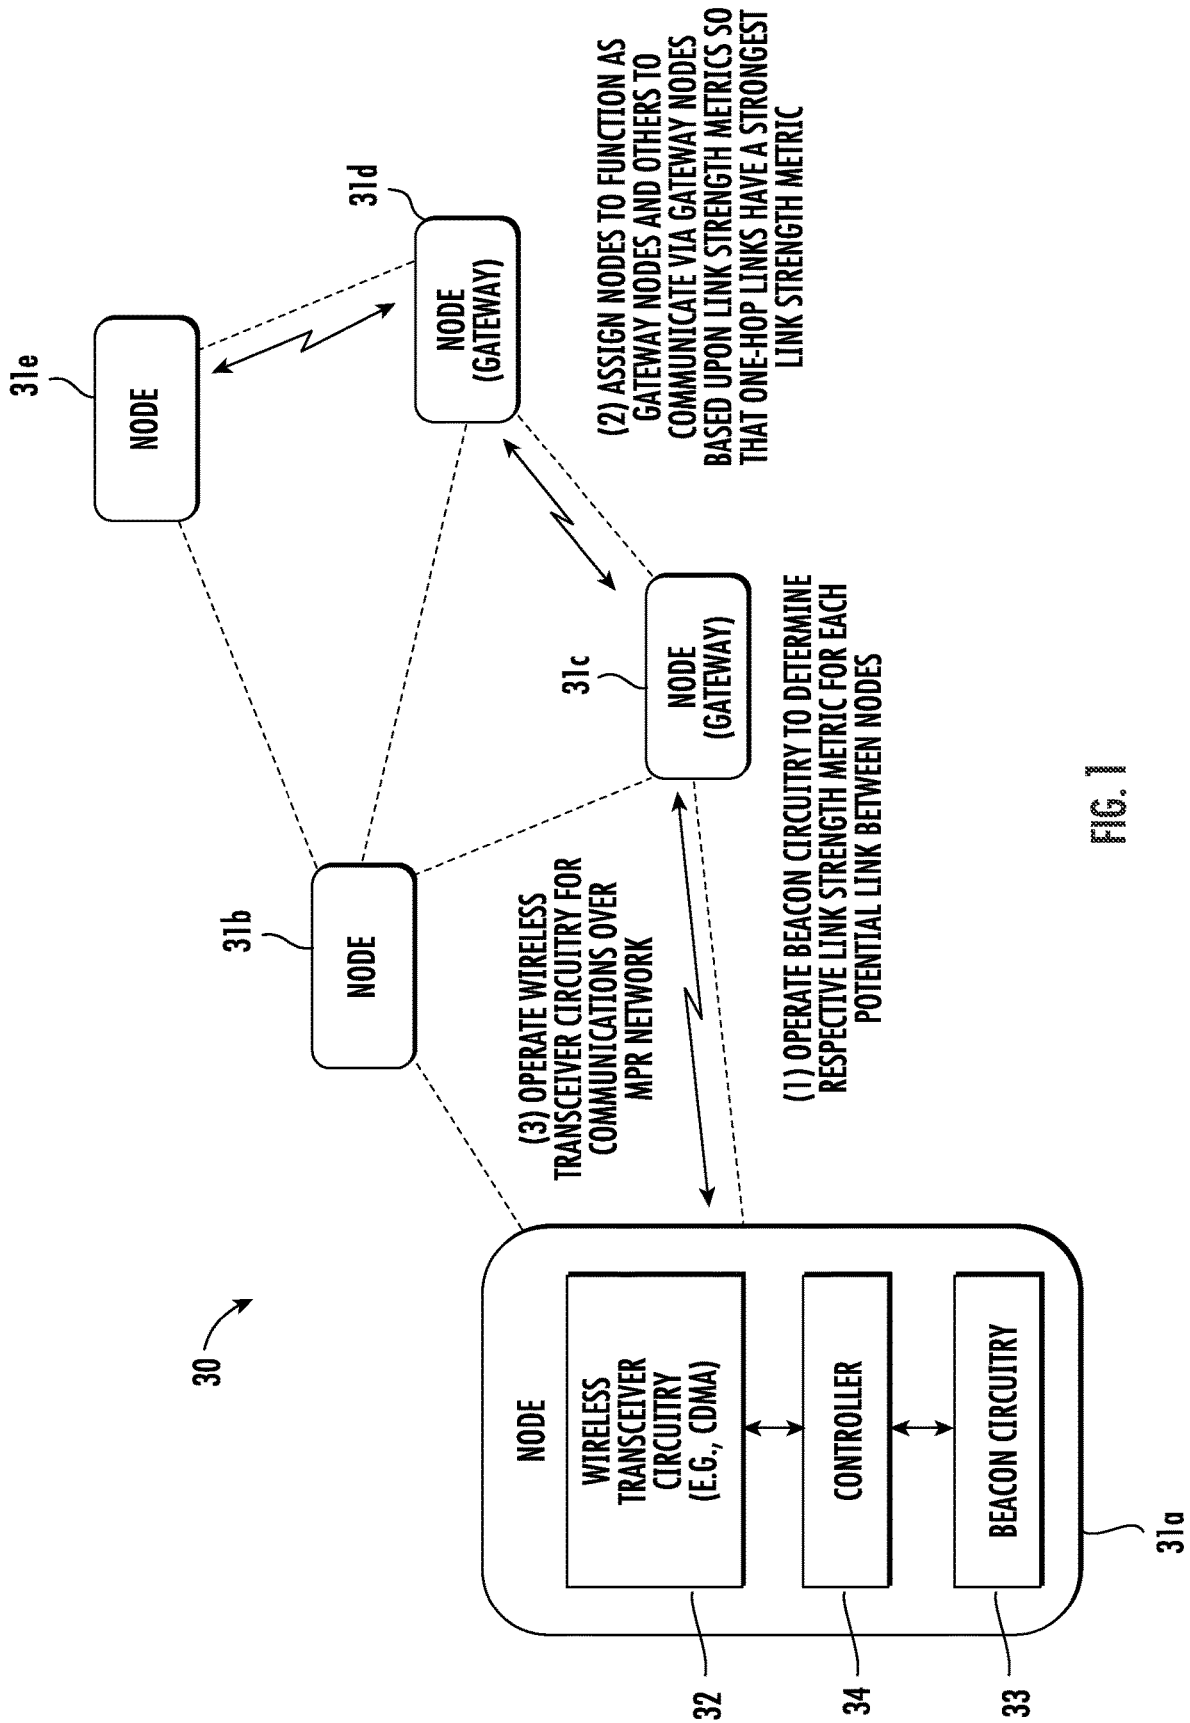 30
NODE
WIRELESS
TRANSCEIVER
CIRCUITRY
(E.G., CDMA)
CONTROLLER
BEACON CIRCUITRY
32
34
33
31a
31b
NODE
(3) OPERATE WIRELESS
TRANSCEIVER CIRCUITRY FOR
COMMUNICATIONS OVER
MPR NETWORK
31c
NODE
(GATEWAY)
(1) OPERATE BEACON CIRCUITRY TO DETERMINE
RESPECTIVE LINK STRENGTH METRIC FOR EACH
POTENTIAL LINK BETWEEN NODES
31e
NODE
31d
NODE
(GATEWAY)
(2) ASSIGN NODES TO FUNCTION AS
GATEWAY NODES AND OTHERS TO
COMMUNICATE VIA GATEWAY NODES
BASED UPON LINK STRENGTH METRICS SO
THAT ONE-HOP LINKS HAVE A STRONGEST
LINK STRENGTH METRIC
FIG. 1